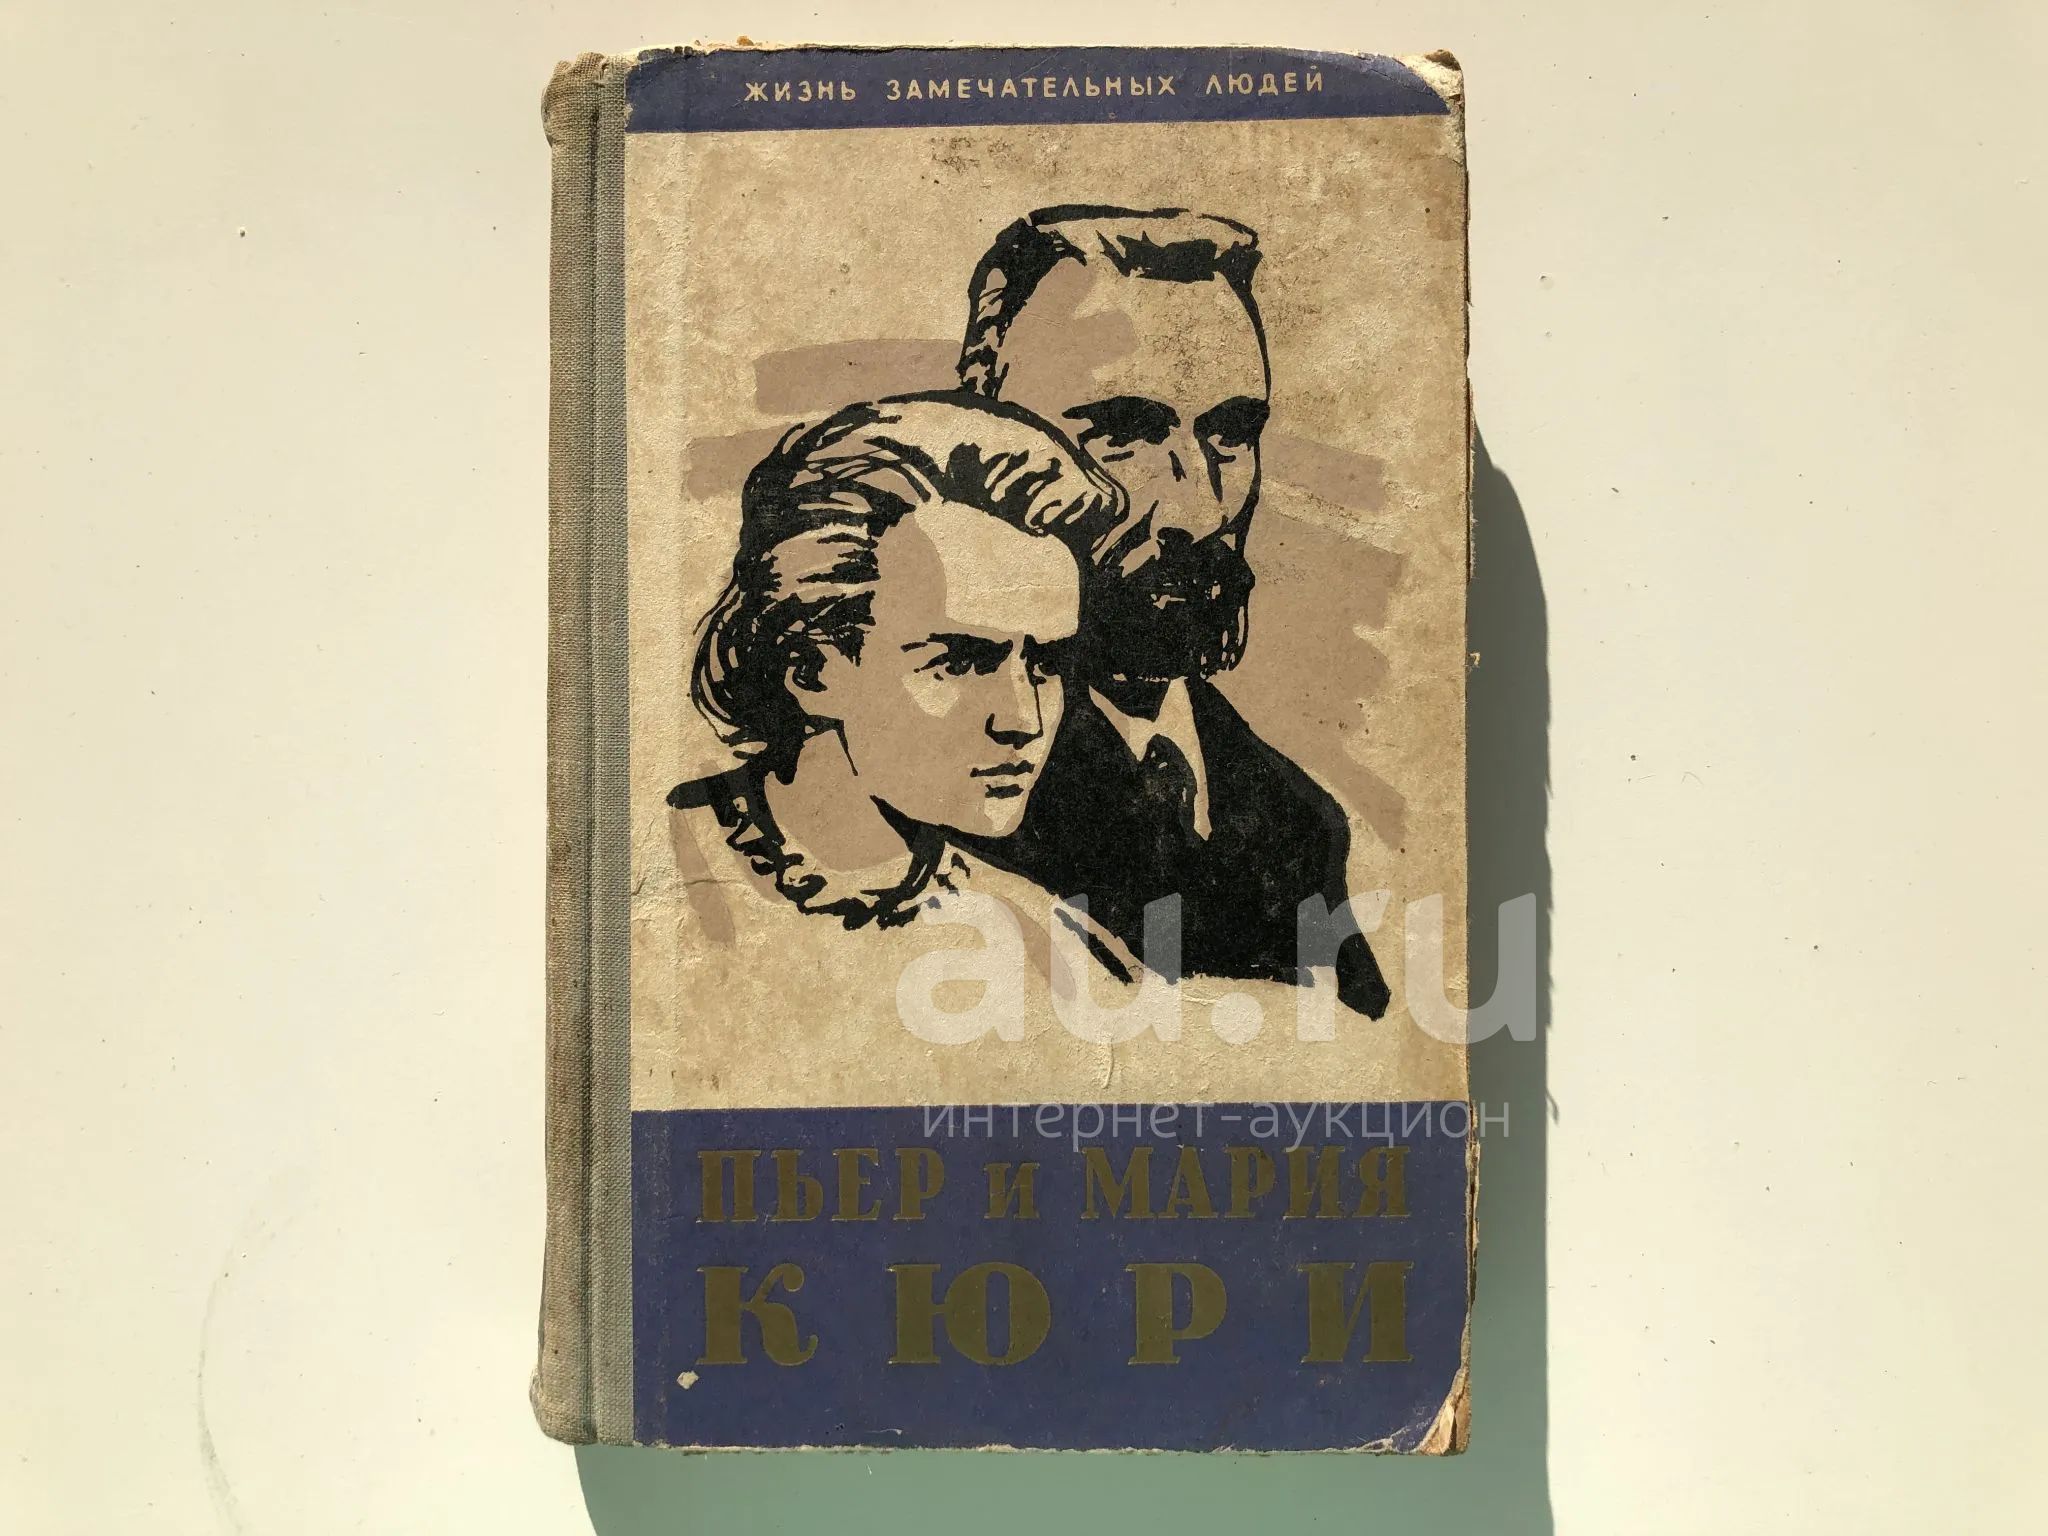 ЖИЗНЬ ЗАМЕЧАТЕЛЬНЫХ ЛЮДЕЙ
au.ru
интернет-аукцион
ПЬЕР и МАРИЯ
КЮРИ